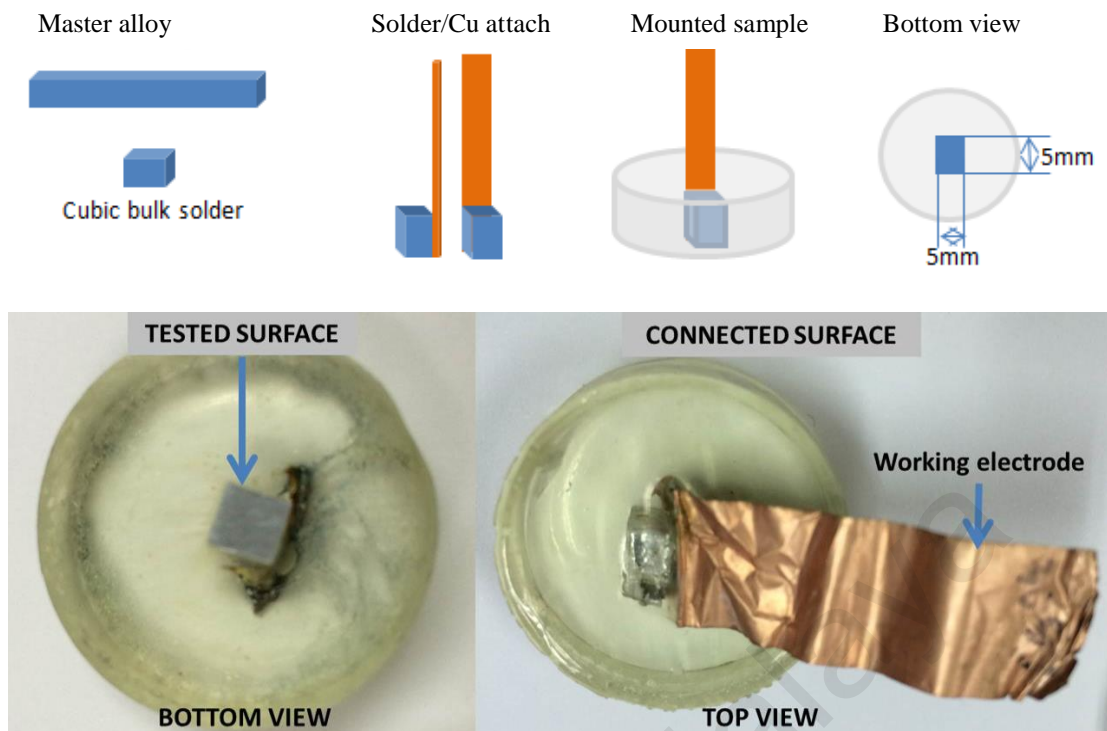 Master alloy
Solder/Cu attach
Mounted sample
Bottom view
Cubic bulk solder
5mm
5mm
TESTED SURFACE
CONNECTED SURFACE
Working electrode
BOTTOM VIEW
TOP VIEW